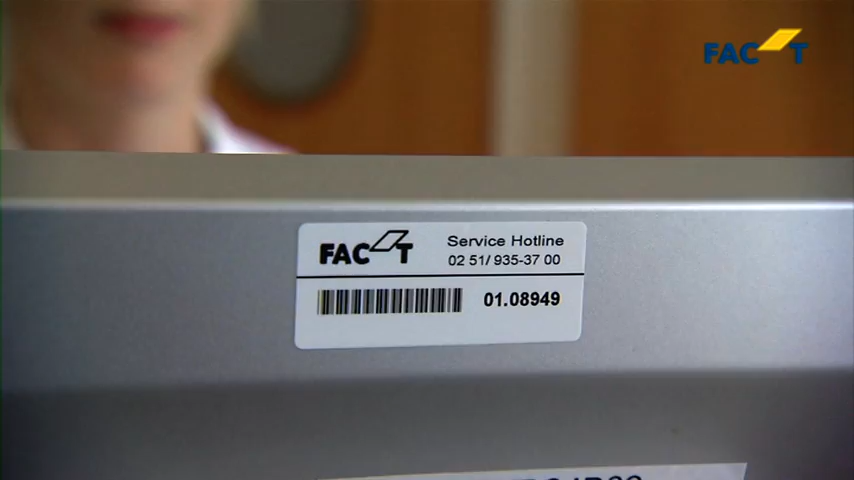 FACT
FACT
Service Hotline
02 51/ 935-37 00
01.08949